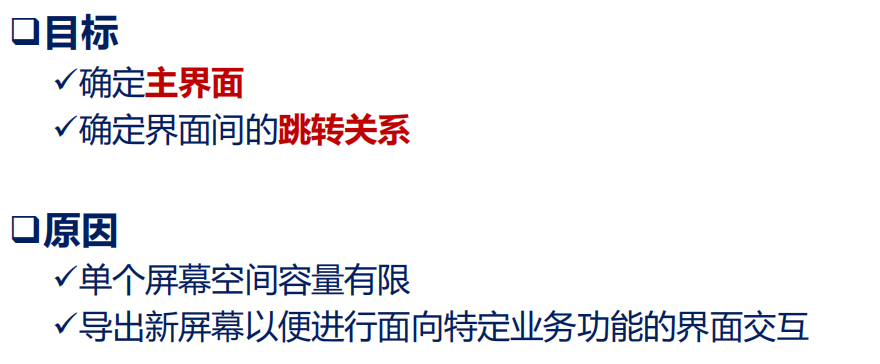 ❑目标
✓确定主界面
✓确定界面间的跳转关系
❑原因
✓单个屏幕空间容量有限
✓导出新屏幕以便进行面向特定业务功能的界面交互